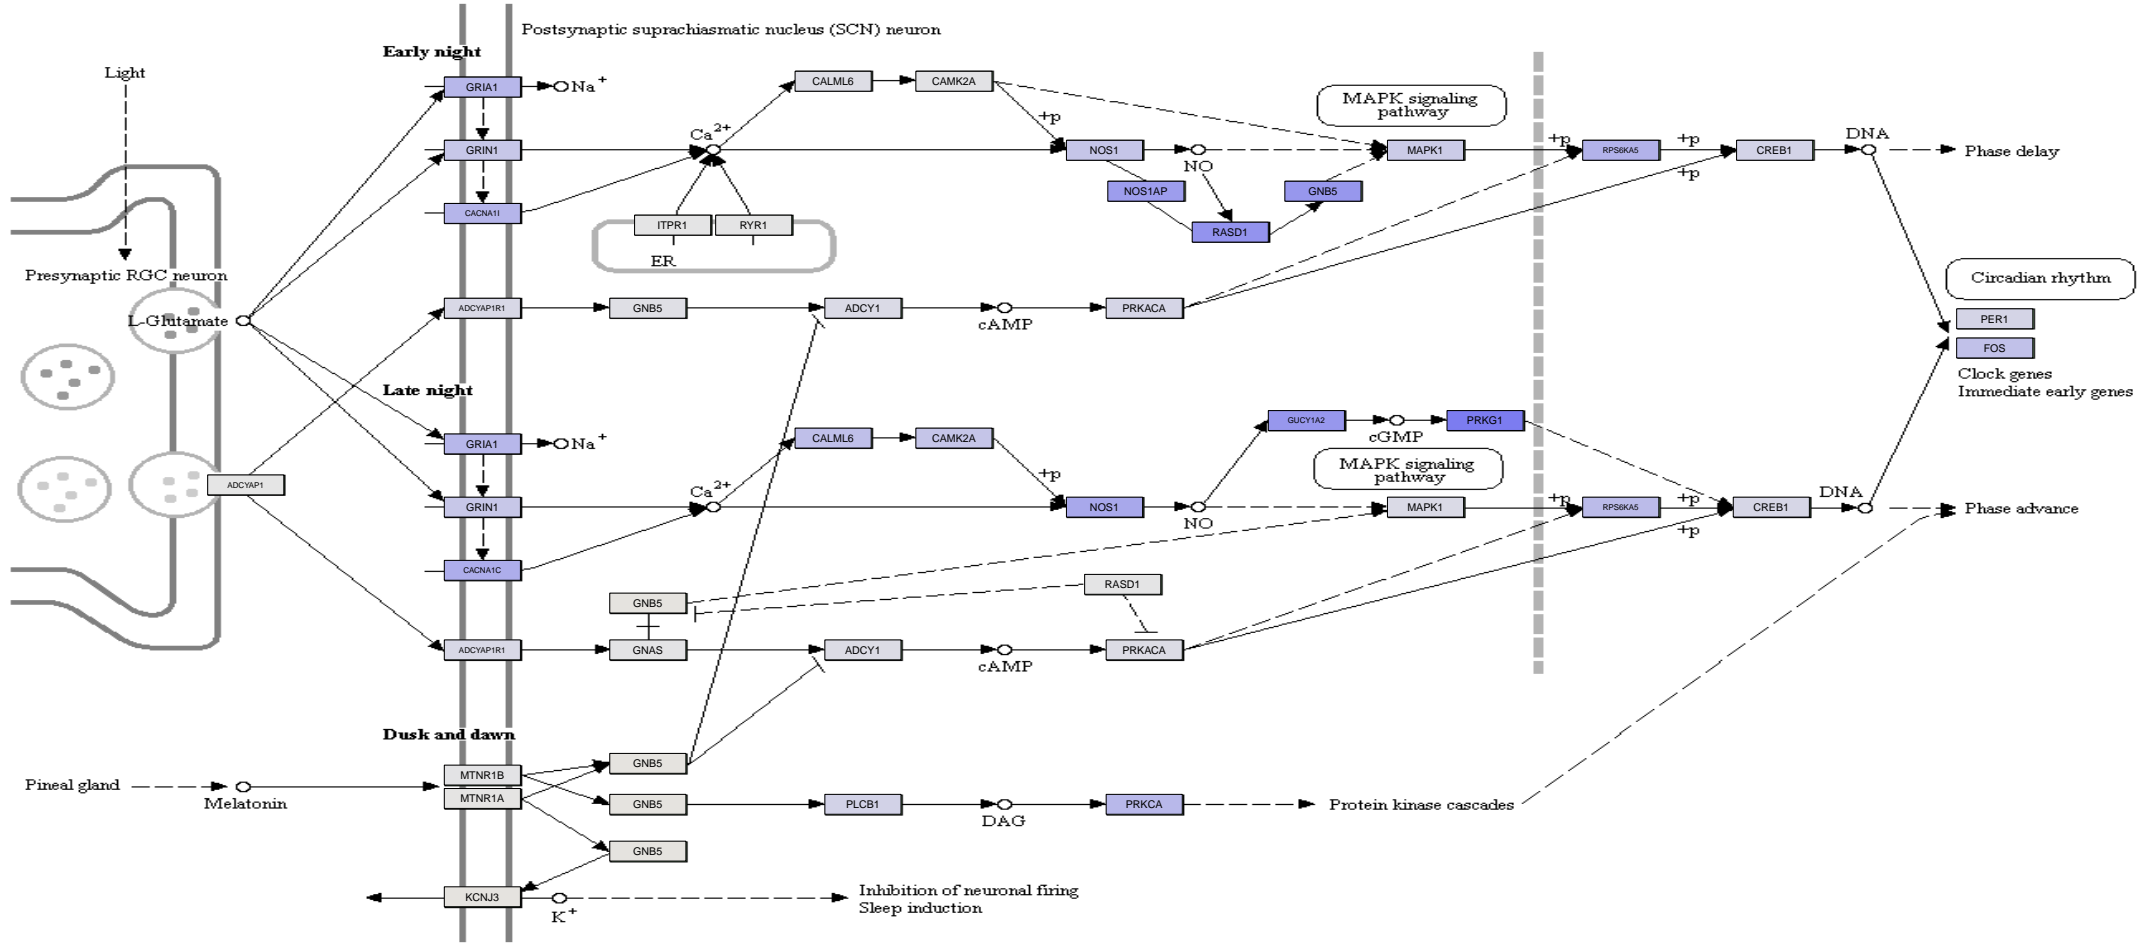 Postsynaptic suprachiasmatic nucleus (SCN) neuron
Early night
Light
GRIA1
Na+
CALML6
CAMK2A
MAPK signaling
pathway
+p
Ca2+
GRIN1
NOS1
NO
MAPK1
+p
RPS6KA5
+p
CREB1
DNA
Phase delay
+p
NOS1AP
GNB5
CACNA1I
ITPR1
RYR1
RASD1
ER
Presynaptic RGC neuron
Circadian rhythm
L-Glutamate
ADCYAP1R1
GNB5
ADCY1
cAMP
PRKACA
PER1
FOS
Clock genes
Immediate early genes
Late night
GRIA1
Na+
CALML6
CAMK2A
GUCY1A2
cGMP
PRKG1
MAPK signaling
pathway
+p
ADCYAP1
Ca2+
GRIN1
NOS1
NO
MAPK1
+p
RPS6KA5
+p
CREB1
DNA
Phase advance
+p
CACNA1C
RASD1
GNB5
ADCYAP1R1
GNAS
ADCY1
cAMP
PRKACA
Dusk and dawn
GNB5
MTNR1B
Pineal gland
Melatonin
MTNR1A
GNB5
PLCB1
DAG
PRKCA
Protein kinase cascades
GNB5
KCNJ3
K+
Inhibition of neuronal firing
Sleep induction